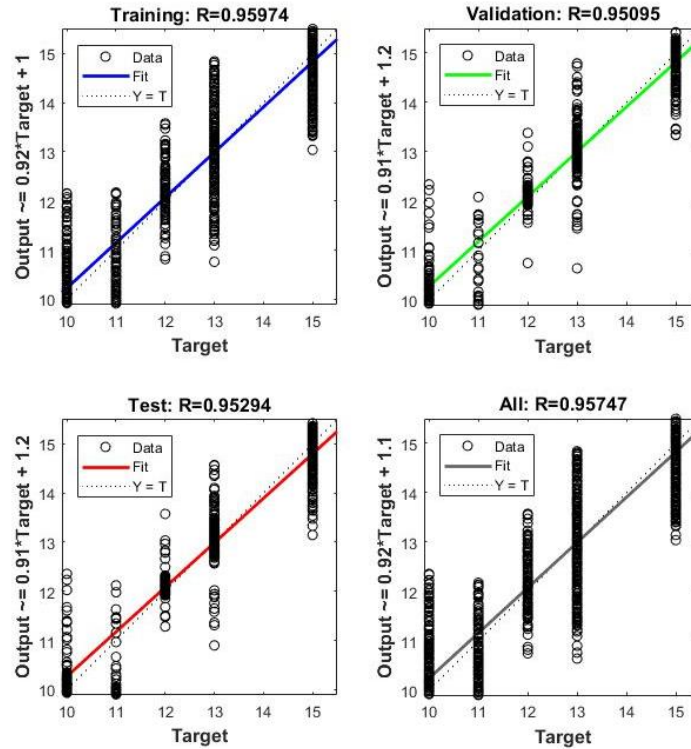 Training: R=0.95974
Output ~= 0.92*Target + 1
Data
Fit
Y = T
15
14
13
12
11
10
10 11 12 13 14 15
Target
Validation: R=0.95095
Output ~= 0.91*Target + 1.2
Data
Fit
Y = T
15
14
13
12
11
10
10 11 12 13 14 15
Target
Test: R=0.95294
Output ~= 0.91*Target + 1.2
Data
Fit
Y = T
15
14
13
12
11
10
10 11 12 13 14 15
Target
All: R=0.95747
Output ~= 0.92*Target + 1.1
Data
Fit
Y = T
15
14
13
12
11
10
10 11 12 13 14 15
Target